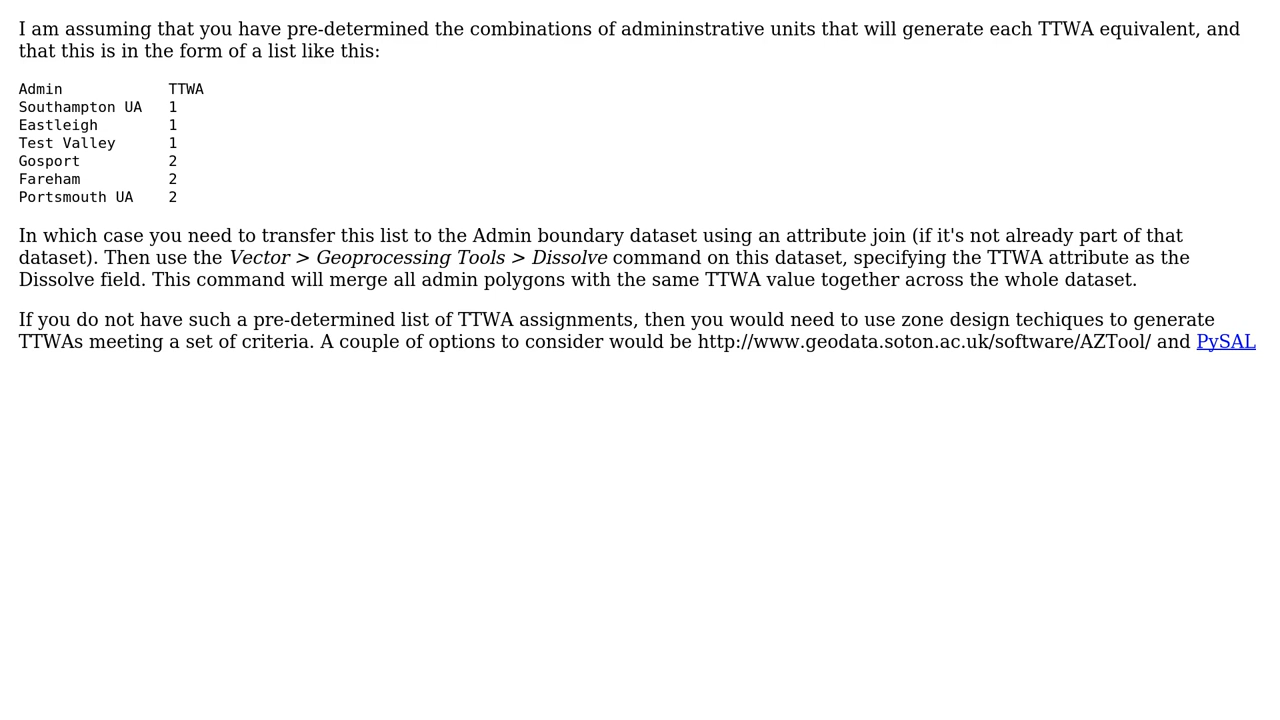 I am assuming that you have pre-determined the combinations of admininstrative units that will generate each TTWA equivalent, and
that this is in the form of a list like this:
Admin TTWA
Southampton UA 1
Eastleigh 1
Test Valley 1
Gosport 2
Fareham 2
Portsmouth UA 2
In which case you need to transfer this list to the Admin boundary dataset using an attribute join (if it's not already part of that
dataset). Then use the Vector > Geoprocessing Tools > Dissolve command on this dataset, specifying the TTWA attribute as the
Dissolve field. This command will merge all admin polygons with the same TTWA value together across the whole dataset.
If you do not have such a pre-determined list of TTWA assignments, then you would need to use zone design techiques to generate
TTWAs meeting a set of criteria. A couple of options to consider would be http://www.geodata.soton.ac.uk/software/AZTool/ and PySAL